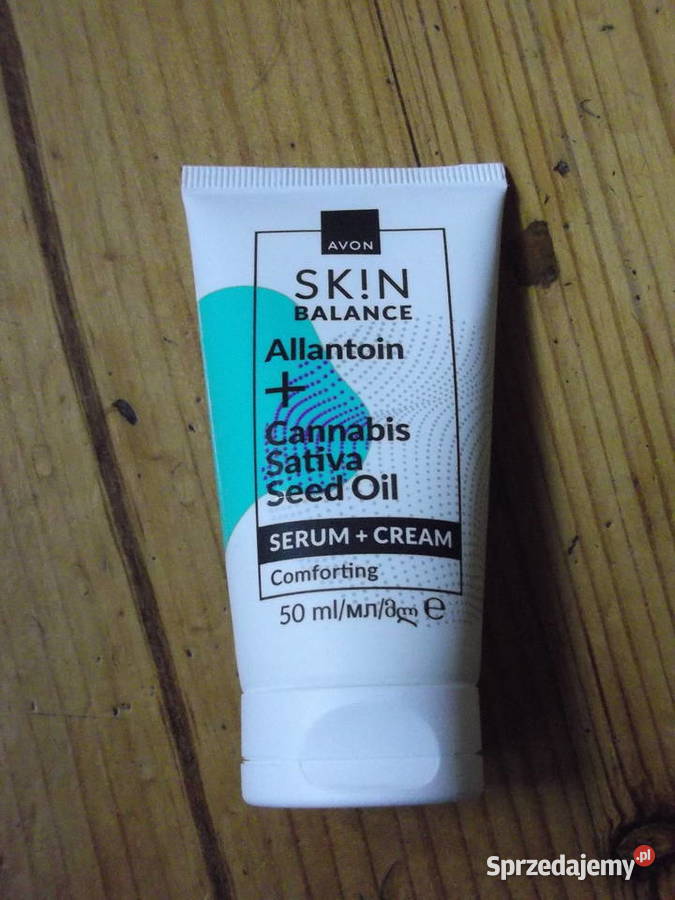 AVON
SK!N
BALANCE
Allantoin
+
Cannabis
Sativa
Seed Oil
SERUM + CREAM
Comforting
50 ml/мл/მლ ℮
Sprzedajemy.pl